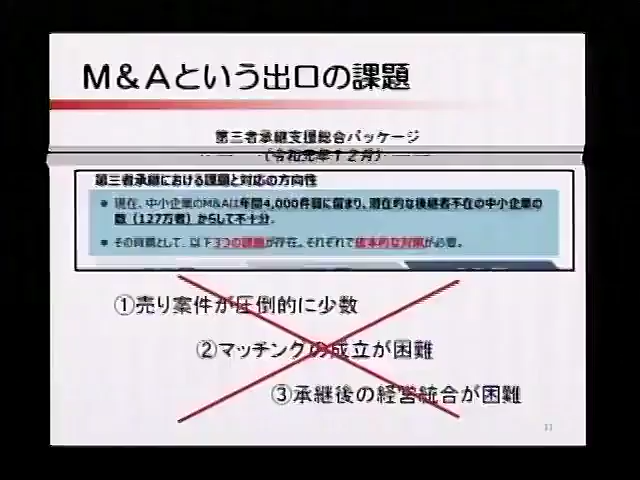 M&Aという出口の課題
第三者承継支援総合パッケージ
(令和元年12月)
第三者承継における課題と対応の方向性
● 現在、中小企業のM&Aは年間4,000件弱に留まり、潜在的な後継者不在の中小企業の
数(127万者)からして不十分。
● その背景として、以下3つの課題が存在。それぞれで抜本的な対策が必要。
①売り案件が圧倒的に少数
②マッチングの成立が困難
③承継後の経営統合が困難
11